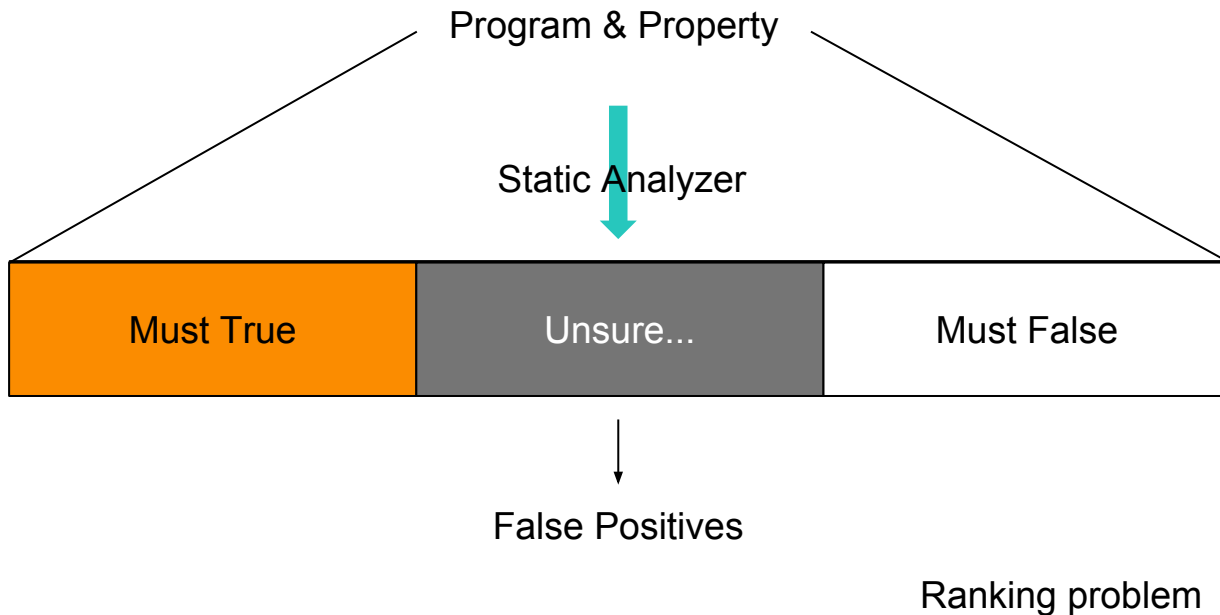 Program & Property
Static Analyzer
Must True
Unsure...
Must False
False Positives
Ranking problem